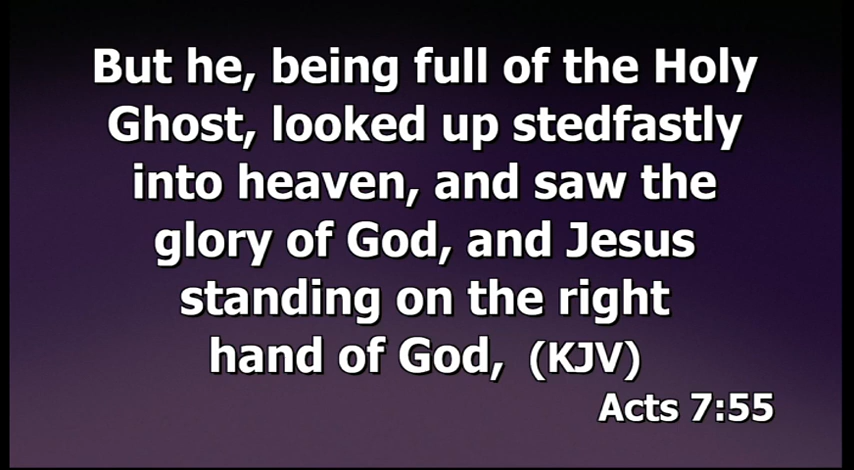 But he, being full of the Holy
Ghost, looked up stedfastly
into heaven, and saw the
glory of God, and Jesus
standing on the right
hand of God, (KJV)
Acts 7:55